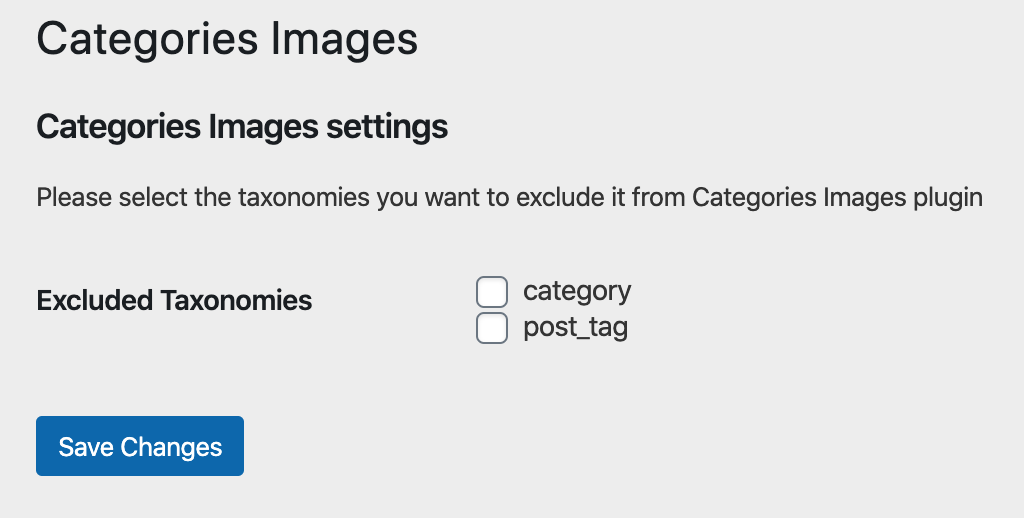 Categories Images
Categories Images settings
Please select the taxonomies you want to exclude it from Categories Images plugin
Excluded Taxonomies
category
post_tag
Save Changes